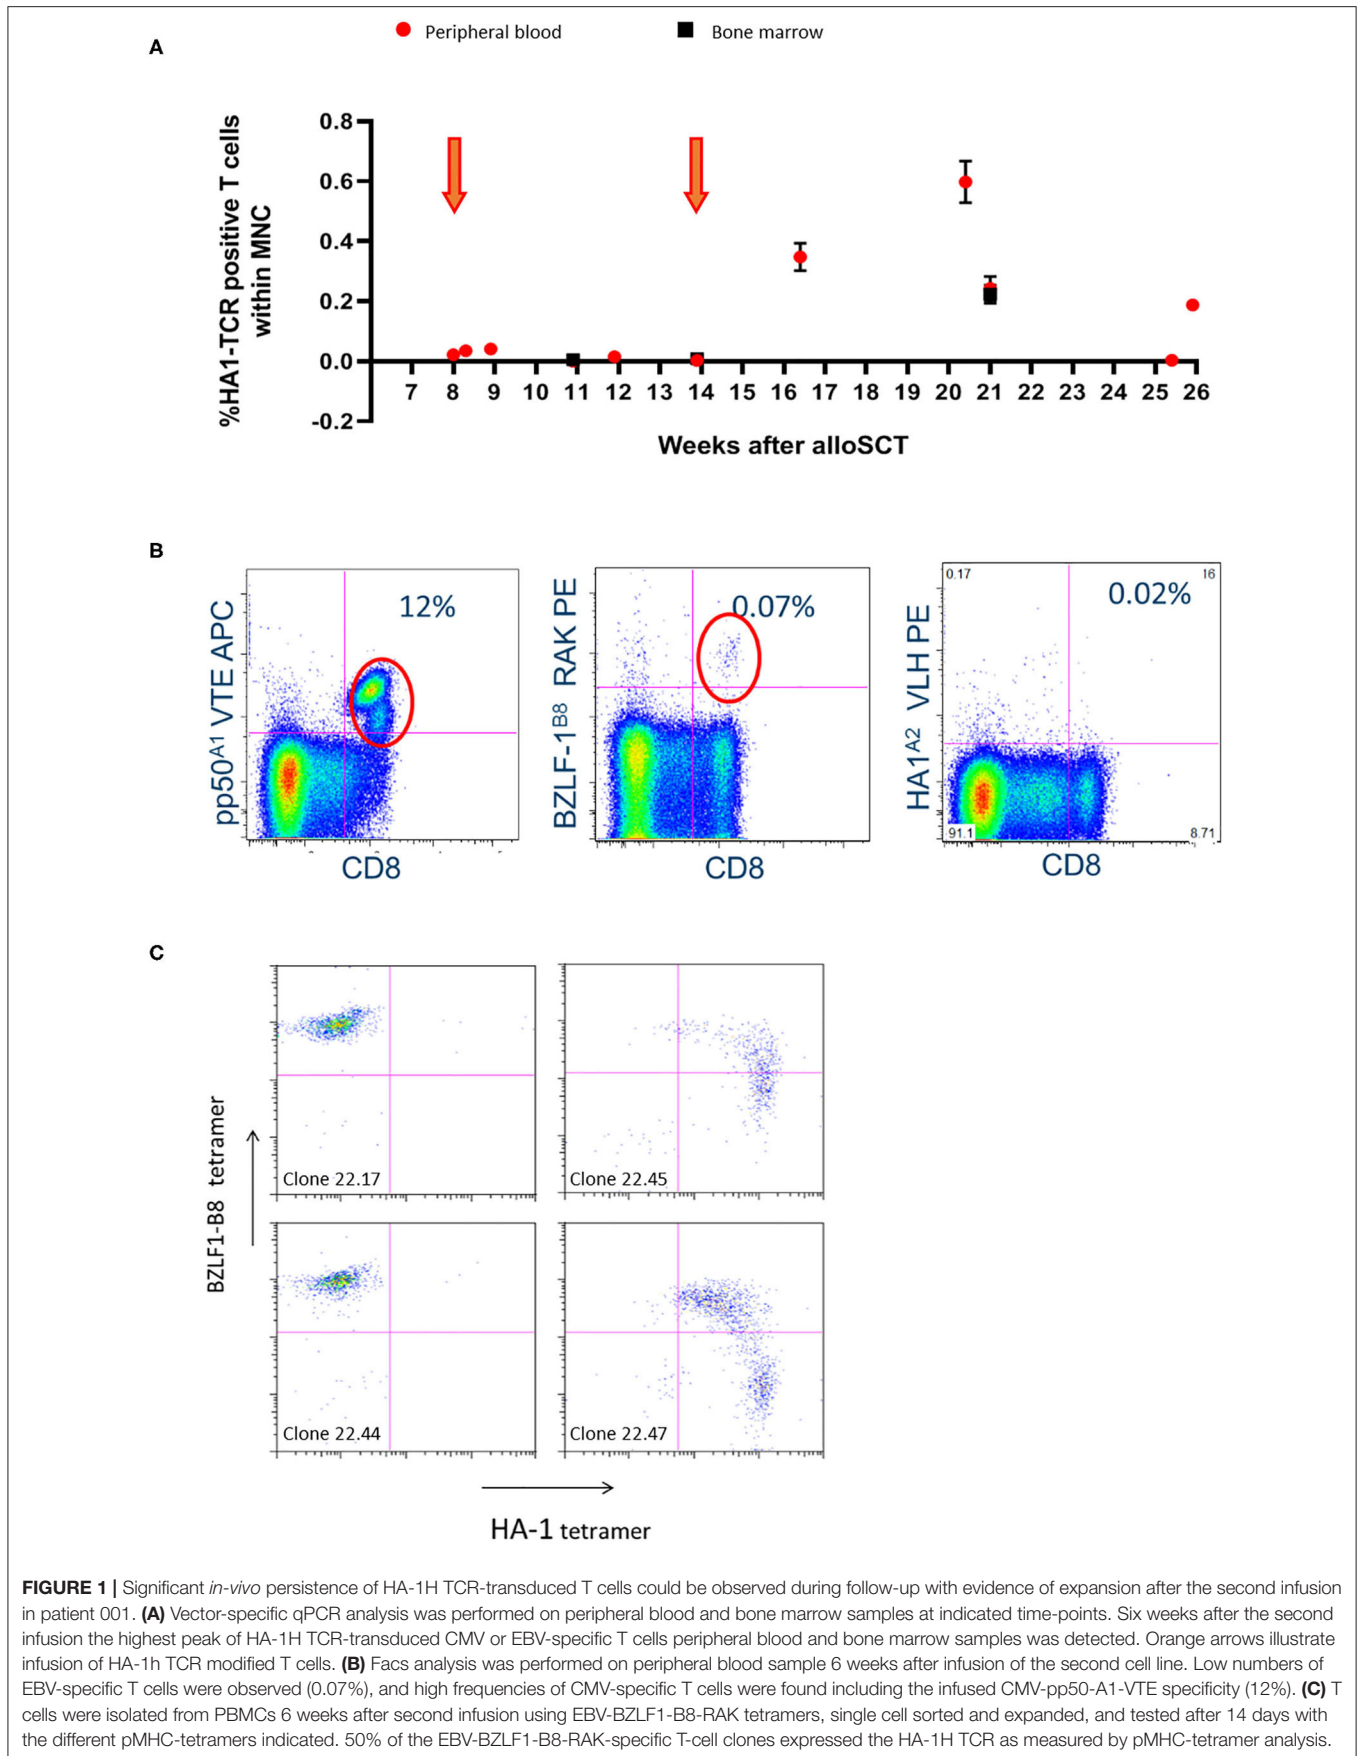 A
Peripheral blood
Bone marrow
%HA1-TCR positive T cells
within MNC
0.8
0.6
0.4
0.2
0.0
-0.2
7 8 9 10 11 12 13 14 15 16 17 18 19 20 21 22 23 24 25 26
Weeks after alloSCT
B
pp50A1 VTE APC
12%
CD8
BZLF-1B8 RAK PE
0.07%
CD8
HA1A2 VLH PE
0.17
16
0.02%
91.1
8.71
CD8
C
BZLF1-B8 tetramer
Clone 22.17
Clone 22.45
Clone 22.44
Clone 22.47
HA-1 tetramer
FIGURE 1 | Significant in-vivo persistence of HA-1H TCR-transduced T cells could be observed during follow-up with evidence of expansion after the second infusion
in patient 001. (A) Vector-specific qPCR analysis was performed on peripheral blood and bone marrow samples at indicated time-points. Six weeks after the second
infusion the highest peak of HA-1H TCR-transduced CMV or EBV-specific T cells peripheral blood and bone marrow samples was detected. Orange arrows illustrate
infusion of HA-1h TCR modified T cells. (B) Facs analysis was performed on peripheral blood sample 6 weeks after infusion of the second cell line. Low numbers of
EBV-specific T cells were observed (0.07%), and high frequencies of CMV-specific T cells were found including the infused CMV-pp50-A1-VTE specificity (12%). (C) T
cells were isolated from PBMCs 6 weeks after second infusion using EBV-BZLF1-B8-RAK tetramers, single cell sorted and expanded, and tested after 14 days with
the different pMHC-tetramers indicated. 50% of the EBV-BZLF1-B8-RAK-specific T-cell clones expressed the HA-1H TCR as measured by pMHC-tetramer analysis.